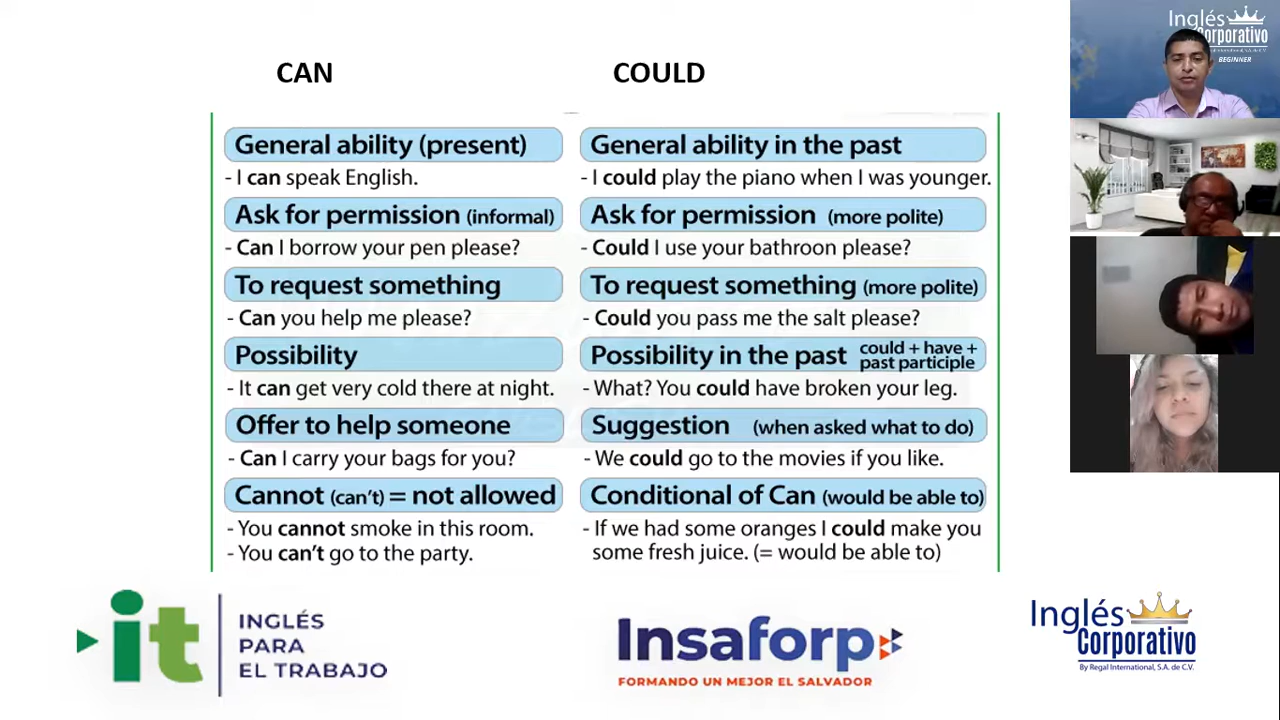 CAN
COULD
General ability (present)
- I can speak English.
Ask for permission (informal)
- Can I borrow your pen please?
To request something
- Can you help me please?
Possibility
- It can get very cold there at night.
Offer to help someone
- Can I carry your bags for you?
Cannot (can't) = not allowed
- You cannot smoke in this room.
- You can't go to the party.
General ability in the past
- I could play the piano when I was younger.
Ask for permission (more polite)
- Could I use your bathroon please?
To request something (more polite)
- Could you pass me the salt please?
Possibility in the past could + have +
past participle
- What? You could have broken your leg.
Suggestion (when asked what to do)
- We could go to the movies if you like.
Conditional of Can (would be able to)
- If we had some oranges I could make you
some fresh juice. (= would be able to)
it
INGLÉS
PARA
EL TRABAJO
Insaforp
FORMANDO UN MEJOR EL SALVADOR
Inglés
Corporativo
By Regal International, S.A. de C.V.
Inglés
Corporativo
BEGINNER